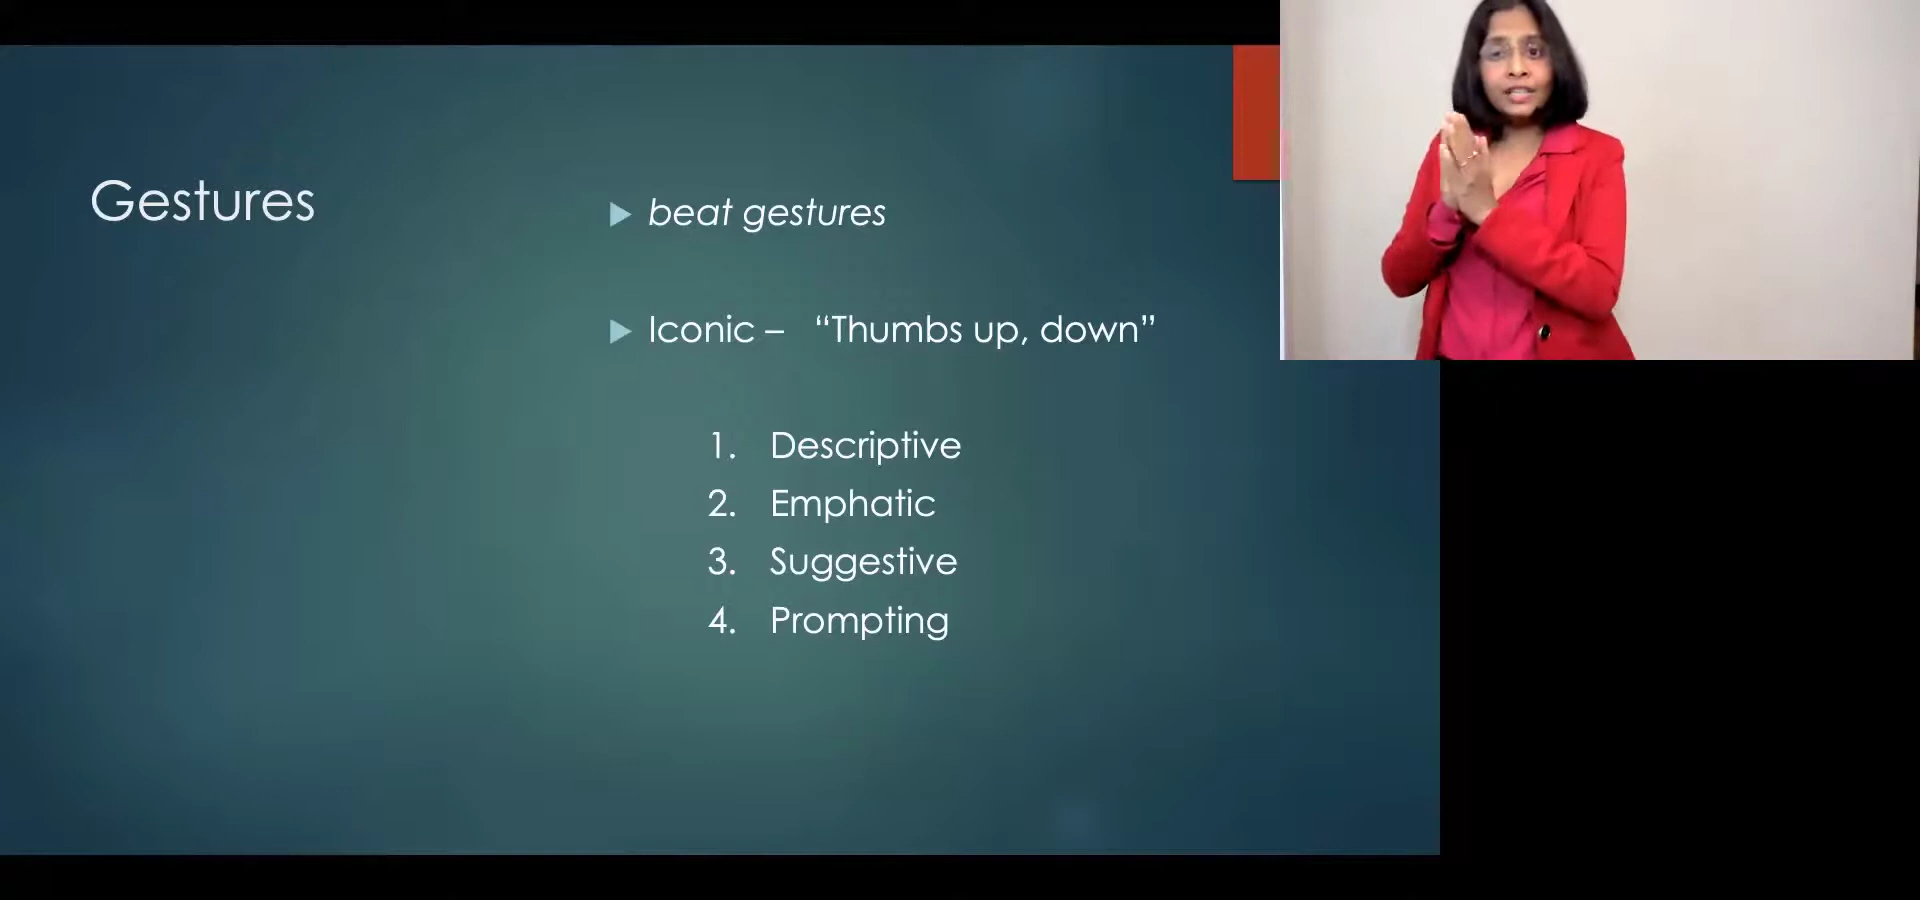 Gestures
beat gestures
Iconic – “Thumbs up, down”
1. Descriptive
2. Emphatic
3. Suggestive
4. Prompting